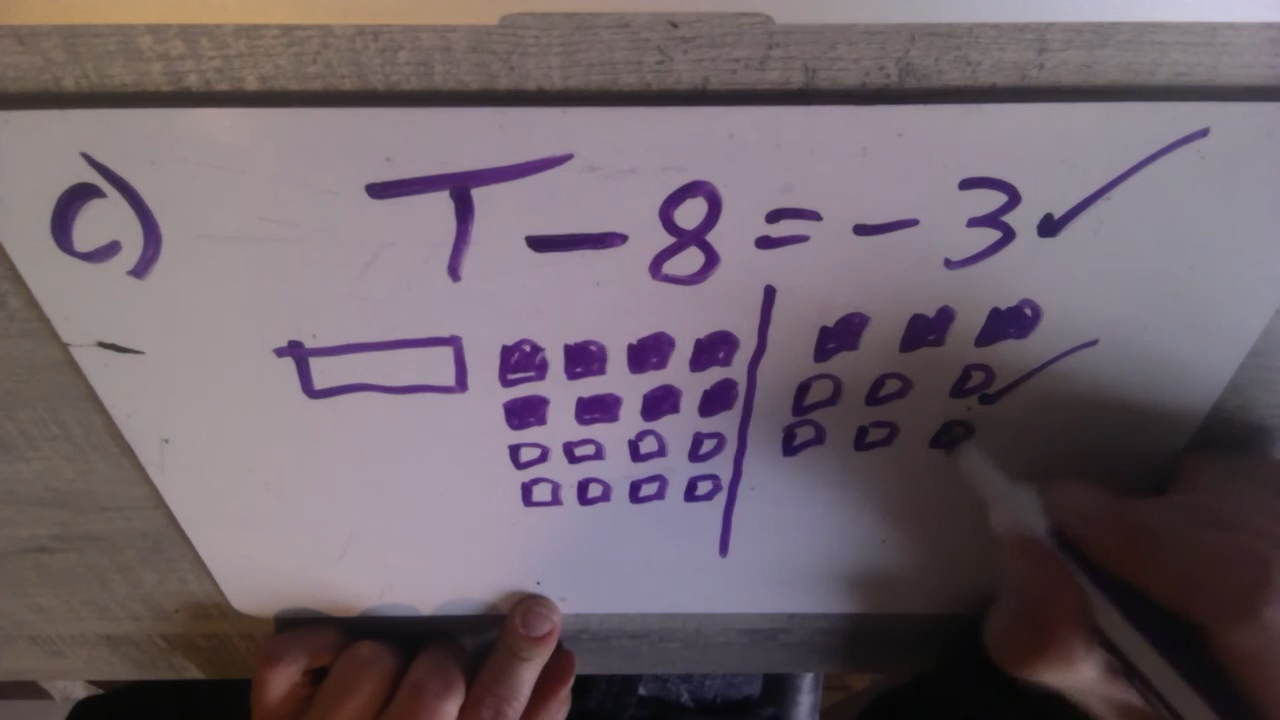 c) T - 8 = - 3